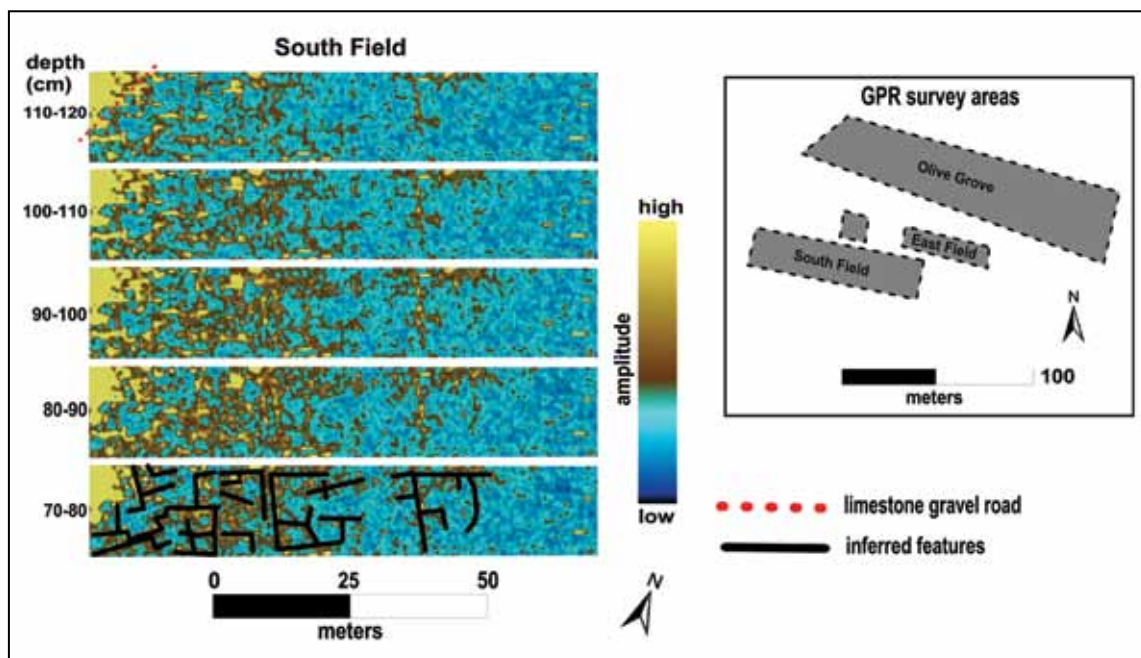 South Field
depth
(cm)
110-120
100-110
90-100
80-90
70-80
0 25 50
meters
N
high
amplitude
low
GPR survey areas
Olive Grove
East Field
South Field
N
100
meters
limestone gravel road
inferred features